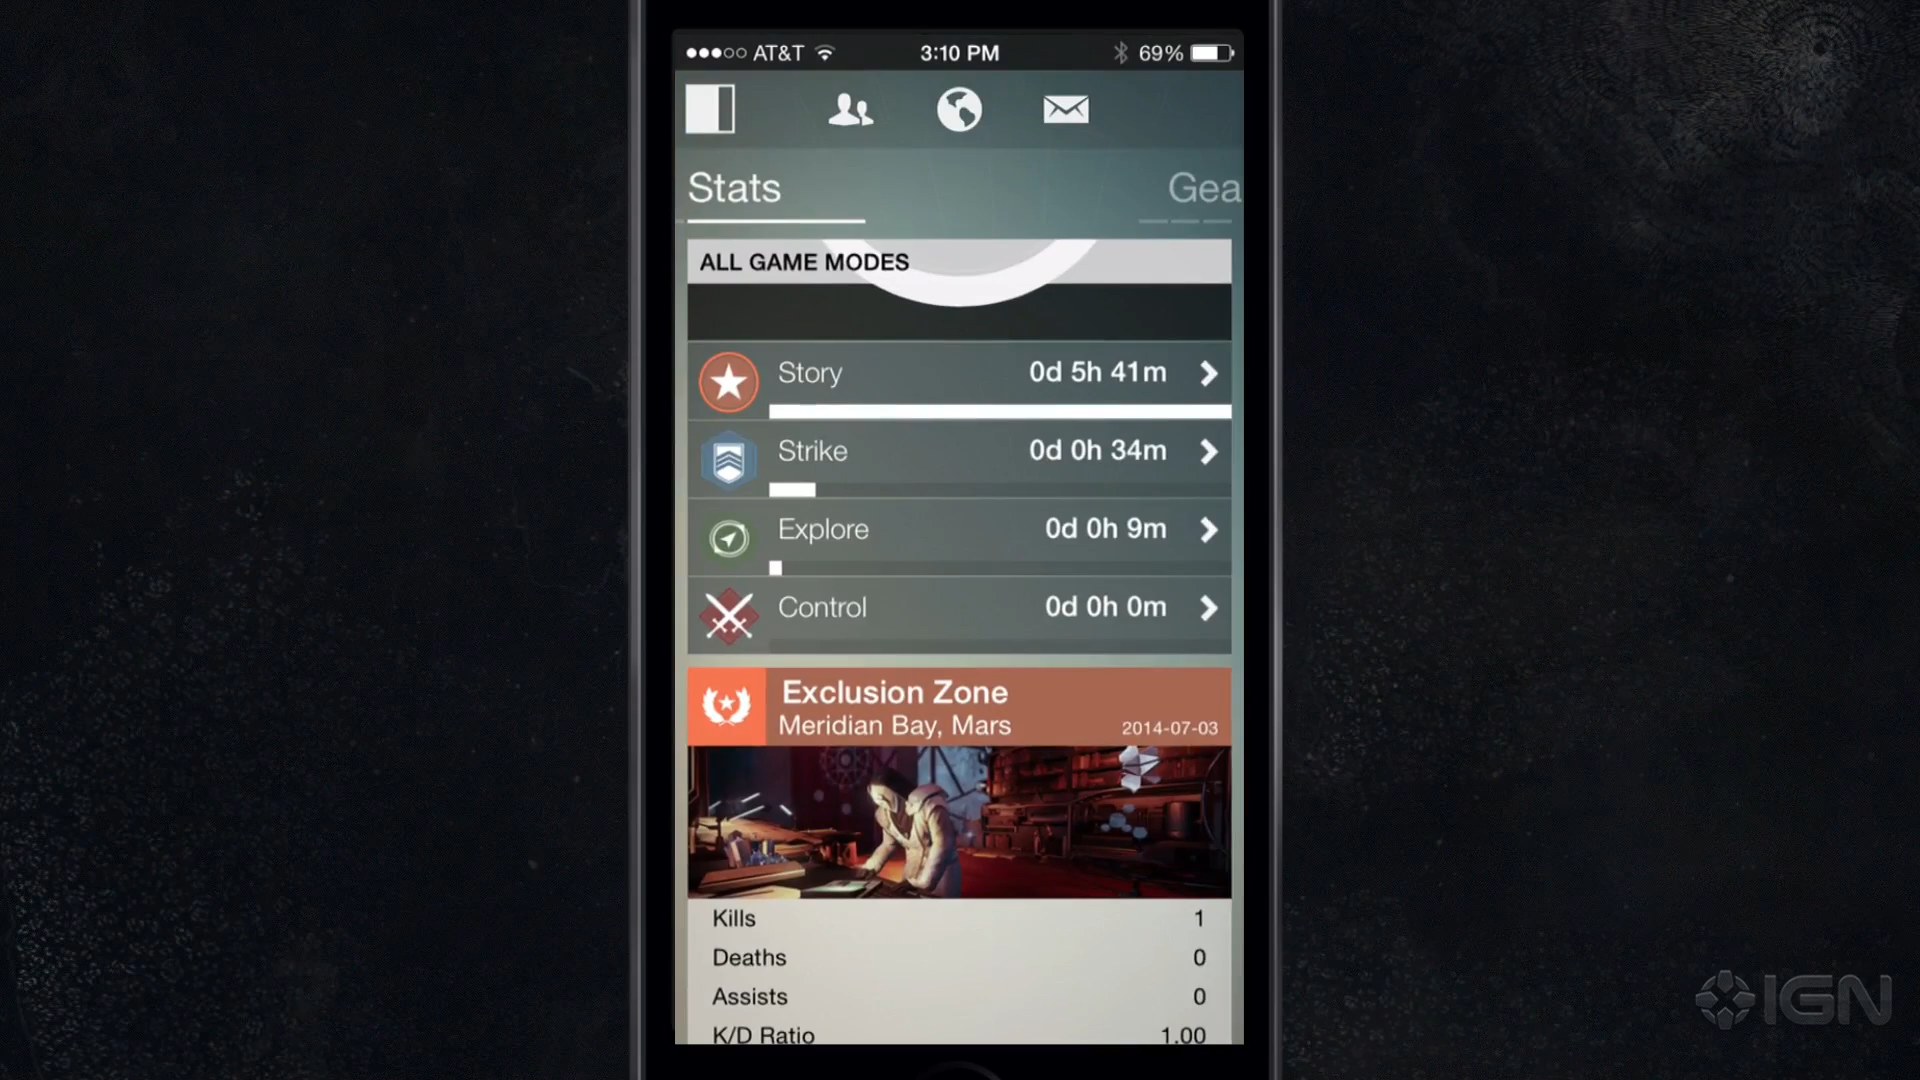 AT&T 3:10 PM 69%
Stats Gea
ALL GAME MODES
Story 0d 5h 41m
Strike 0d 0h 34m
Explore 0d 0h 9m
Control 0d 0h 0m
Exclusion Zone
Meridian Bay, Mars 2014-07-03
Kills 1
Deaths 0
Assists 0
K/D Ratio 1.00
IGN